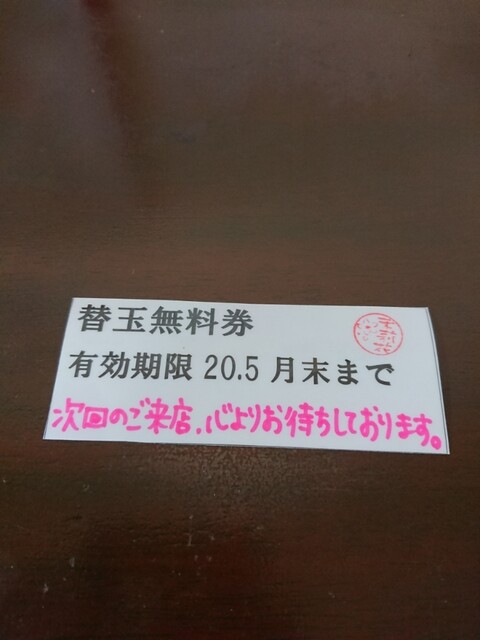 替玉無料券
有効期限 20.5 月末まで
次回のご来店、心よりお待ちしております。